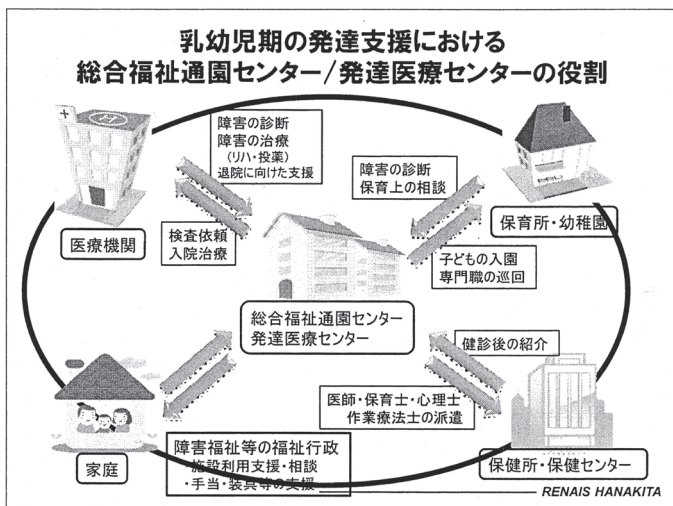 乳幼児期の発達支援における
総合福祉通園センター/発達医療センターの役割
障害の診断
障害の治療
(リハ・投薬)
退院に向けた支援
障害の診断
保育上の相談
医療機関
検査依頼
入院治療
保育所・幼稚園
子どもの入園
専門職の巡回
総合福祉通園センター
発達医療センター
健診後の紹介
医師・保育士・心理士
作業療法士の派遣
家庭
障害福祉等の福祉行政
・施設利用支援・相談
・手当・装具等の支援
保健所・保健センター
RENAIS HANAKITA
H